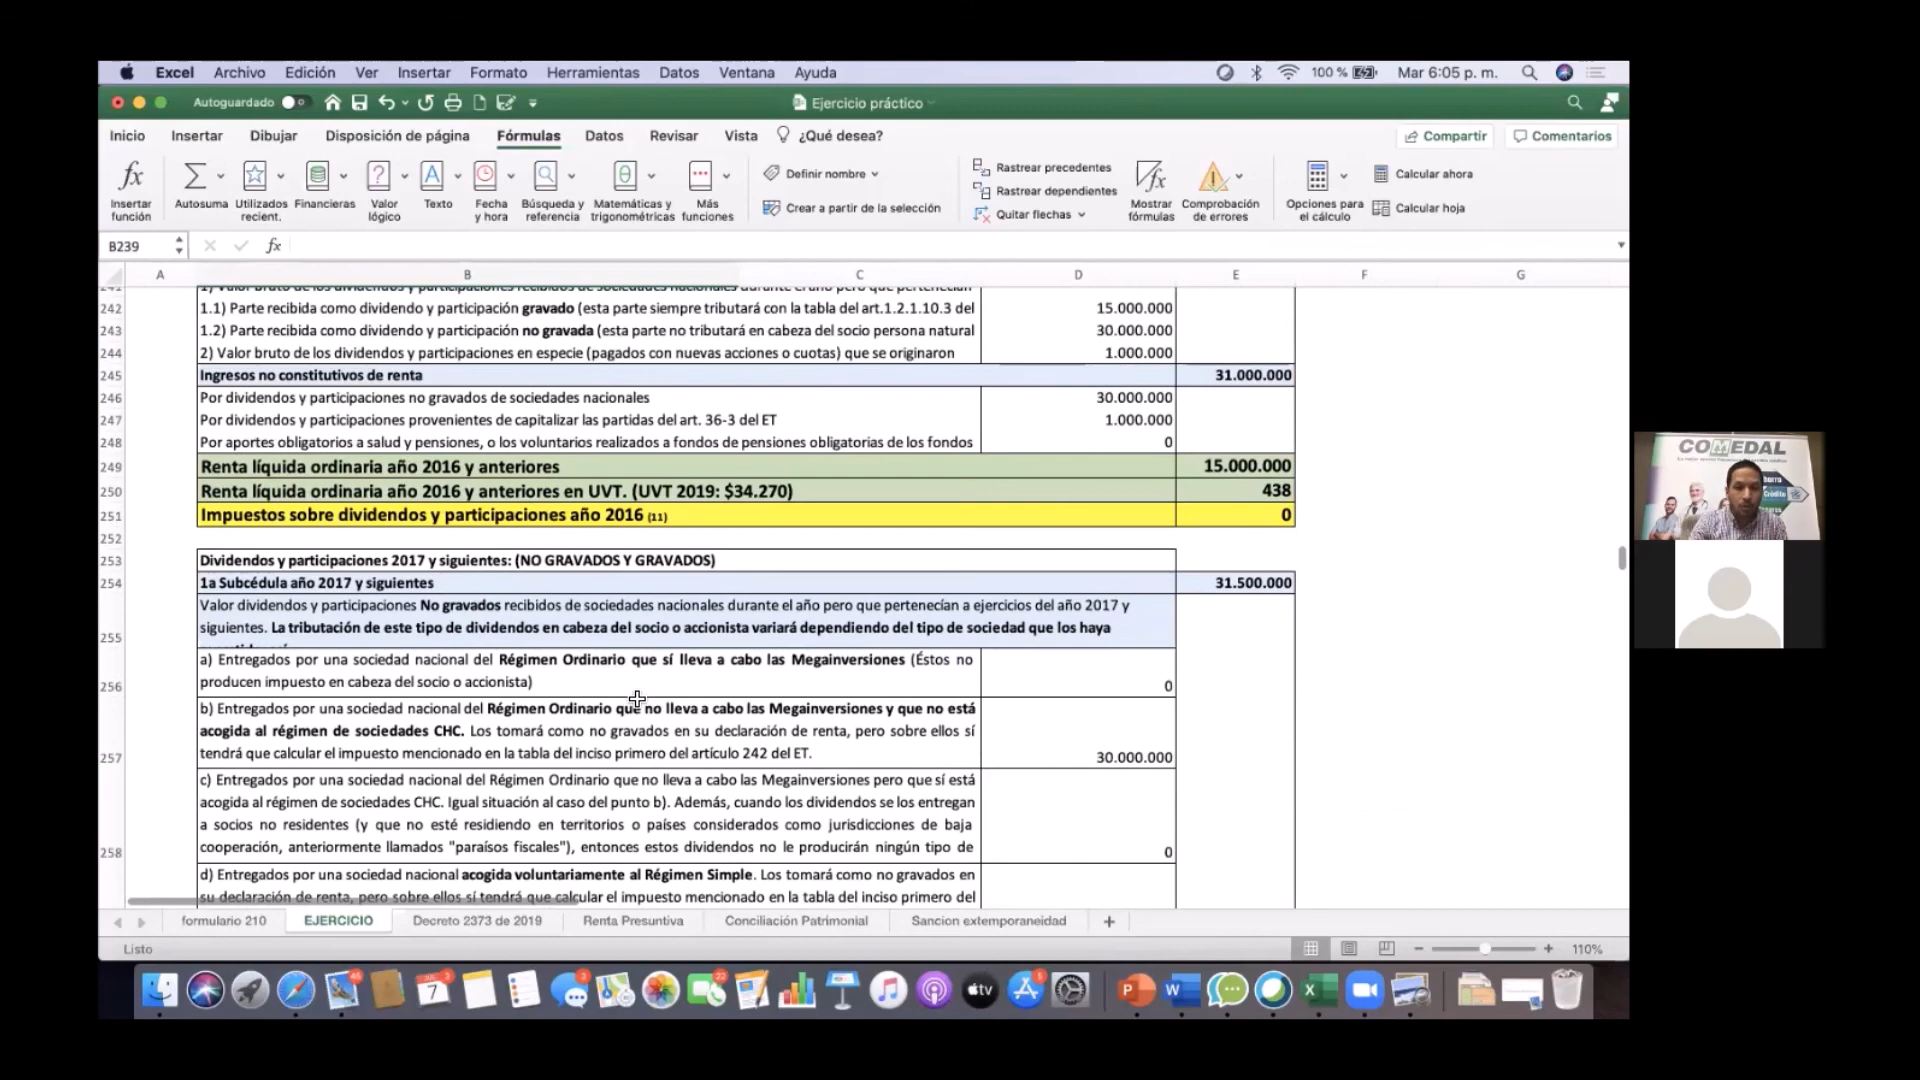 Excel Archivo Edición Ver Insertar Formato Herramientas Datos Ventana Ayuda 100 % Mar 6:05 p. m.
Autoguardado Ejercicio práctico
Inicio Insertar Dibujar Disposición de página Fórmulas Datos Revisar Vista ¿Qué desea? Compartir Comentarios
Insertar función
Autosuma
Utilizados recient.
Financieras
Valor lógico
Texto
Fecha y hora
Búsqueda y referencia
Matemáticas y trigonométricas
Más funciones
Definir nombre
Crear a partir de la selección
Rastrear precedentes
Rastrear dependientes
Quitar flechas
Mostrar fórmulas
Comprobación de errores
Opciones para el cálculo
Calcular ahora
Calcular hoja
B239 fx
A B C D E F G
241 1) Valor bruto de los dividendos y participaciones recibidos de sociedades nacionales durante el año pero que pertenecían
242 1.1) Parte recibida como dividendo y participación gravado (esta parte siempre tributará con la tabla del art.1.2.1.10.3 del 15.000.000
243 1.2) Parte recibida como dividendo y participación no gravada (esta parte no tributará en cabeza del socio persona natural 30.000.000
244 2) Valor bruto de los dividendos y participaciones en especie (pagados con nuevas acciones o cuotas) que se originaron 1.000.000
245 Ingresos no constitutivos de renta 31.000.000
246 Por dividendos y participaciones no gravados de sociedades nacionales 30.000.000
247 Por dividendos y participaciones provenientes de capitalizar las partidas del art. 36-3 del ET 1.000.000
248 Por aportes obligatorios a salud y pensiones, o los voluntarios realizados a fondos de pensiones obligatorias de los fondos 0
249 Renta líquida ordinaria año 2016 y anteriores 15.000.000
250 Renta líquida ordinaria año 2016 y anteriores en UVT. (UVT 2019: $34.270) 438
251 Impuestos sobre dividendos y participaciones año 2016 (11) 0
252
253 Dividendos y participaciones 2017 y siguientes: (NO GRAVADOS Y GRAVADOS)
254 1a Subcédula año 2017 y siguientes 31.500.000
Valor dividendos y participaciones No gravados recibidos de sociedades nacionales durante el año pero que pertenecían a ejercicios del año 2017 y
255 siguientes. La tributación de este tipo de dividendos en cabeza del socio o accionista variará dependiendo del tipo de sociedad que los haya
a) Entregados por una sociedad nacional del Régimen Ordinario que sí lleva a cabo las Megainversiones (Éstos no
256 producen impuesto en cabeza del socio o accionista) 0
b) Entregados por una sociedad nacional del Régimen Ordinario que no lleva a cabo las Megainversiones y que no está
acogida al régimen de sociedades CHC. Los tomará como no gravados en su declaración de renta, pero sobre ellos sí
257 tendrá que calcular el impuesto mencionado en la tabla del inciso primero del artículo 242 del ET. 30.000.000
c) Entregados por una sociedad nacional del Régimen Ordinario que no lleva a cabo las Megainversiones pero que sí está
acogida al régimen de sociedades CHC. Igual situación al caso del punto b). Además, cuando los dividendos se los entregan
a socios no residentes (y que no esté residiendo en territorios o países considerados como jurisdicciones de baja
258 cooperación, anteriormente llamados "paraísos fiscales"), entonces estos dividendos no le producirán ningún tipo de 0
d) Entregados por una sociedad nacional acogida voluntariamente al Régimen Simple. Los tomará como no gravados en
su declaración de renta, pero sobre ellos sí tendrá que calcular el impuesto mencionado en la tabla del inciso primero del
formulario 210 EJERCICIO Decreto 2373 de 2019 Renta Presuntiva Conciliación Patrimonial Sancion extemporaneidad
Listo 110%
COMEDAL
Crédito
tv